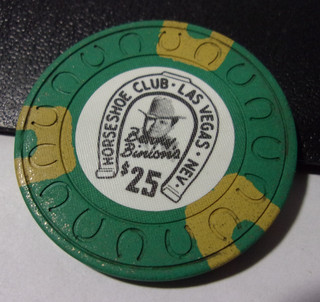 HORSESHOE CLUB · LAS VEGAS · NEV.
Benny
Binion's
$25